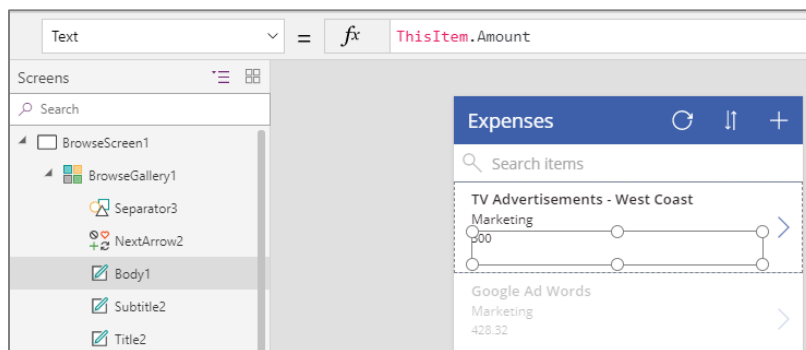 Text = fx ThisItem.Amount
Screens
Search
BrowseScreen1
BrowseGallery1
Separator3
NextArrow2
Body1
Subtitle2
Title2
Expenses
Search items
TV Advertisements - West Coast
Marketing
300
Google Ad Words
Marketing
428.32